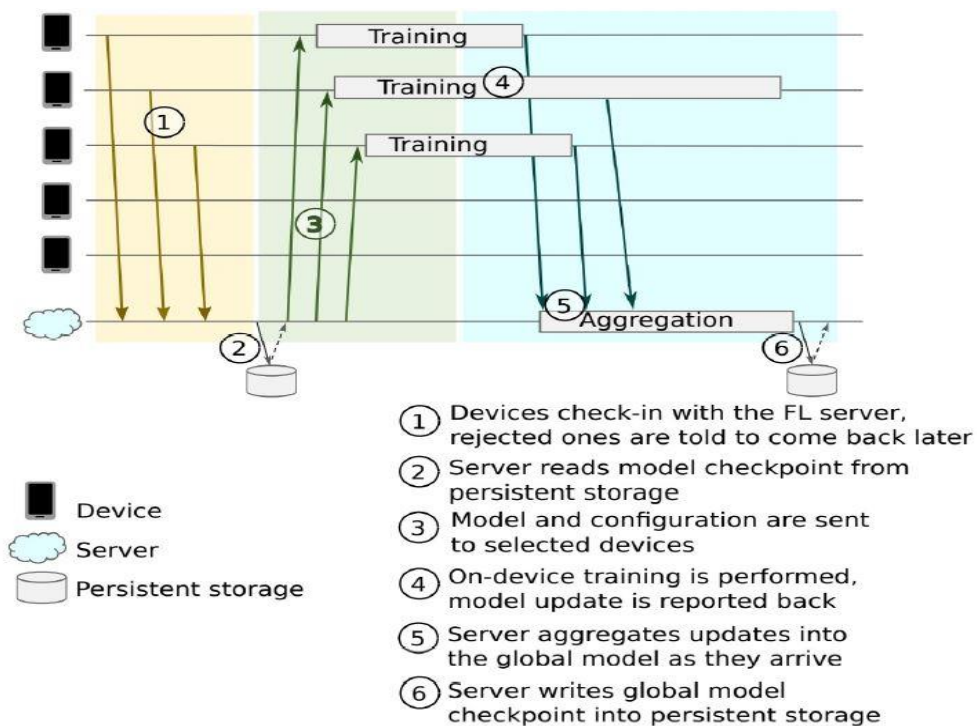 Training
Training
4
1
Training
3
5
Aggregation
2
6
1 Devices check-in with the FL server,
rejected ones are told to come back later
2 Server reads model checkpoint from
persistent storage
Device
3 Model and configuration are sent
to selected devices
Server
Persistent storage
4 On-device training is performed,
model update is reported back
5 Server aggregates updates into
the global model as they arrive
6 Server writes global model
checkpoint into persistent storage